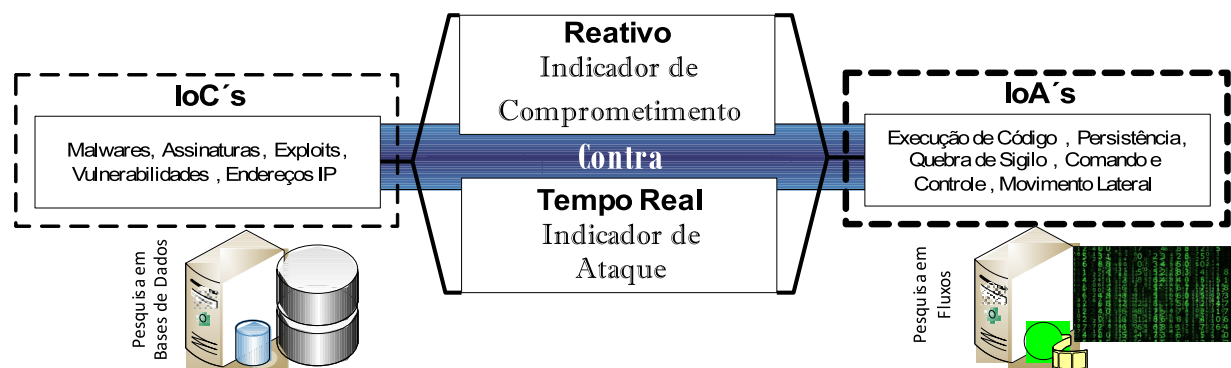 IoC´s
Malwares, Assinaturas, Exploits,
Vulnerabilidades , Endereços IP
Pesquisa em
Bases de Dados
Reativo
Indicador de
Comprometimento
Contra
Tempo Real
Indicador de
Ataque
IoA´s
Execução de Código , Persistência,
Quebra de Sigilo , Comando e
Controle , Movimento Lateral
Pesquisa em
Fluxos